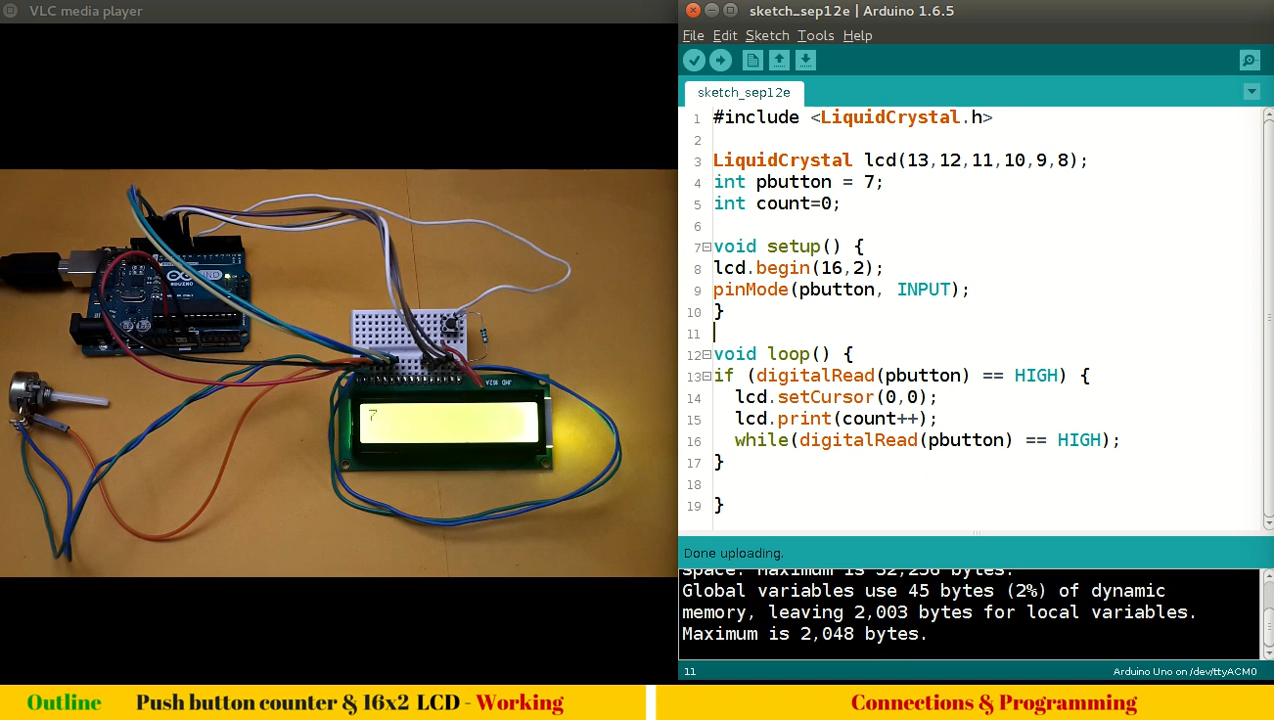 VLC media player
sketch_sep12e | Arduino 1.6.5
File Edit Sketch Tools Help
sketch_sep12e
1 #include <LiquidCrystal.h>
2
3 LiquidCrystal lcd(13,12,11,10,9,8);
4 int pbutton = 7;
5 int count=0;
6
7 void setup() {
8 lcd.begin(16,2);
9 pinMode(pbutton, INPUT);
10 }
11
12 void loop() {
13 if (digitalRead(pbutton) == HIGH) {
14 lcd.setCursor(0,0);
15 lcd.print(count++);
16 while(digitalRead(pbutton) == HIGH);
17 }
18
19 }
7
Done uploading.
space. Maximum is 32,256 bytes.
Global variables use 45 bytes (2%) of dynamic
memory, leaving 2,003 bytes for local variables.
Maximum is 2,048 bytes.
11
Arduino Uno on /dev/ttyACM0
Outline Push button counter & 16x2 LCD - Working
Connections & Programming